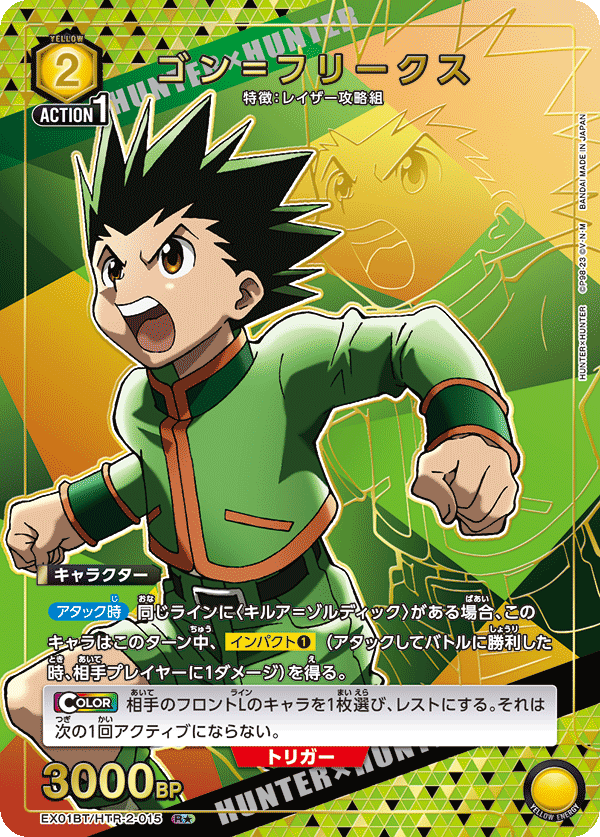 YELLOW
2
HUNTER×HUNTER
ゴン＝フリークス
ACTION 1
特徴：レイザー攻略組
HUNTER×HUNTER ©P98-23 ©V・N・M BANDAI MADE IN JAPAN
キャラクター
アタック時 同じラインに〈キルア＝ゾルディック〉がある場合、この
キャラはこのターン中、インパクト❶（アタックしてバトルに勝利した
時、相手プレイヤーに1ダメージ）を得る。
COLOR 相手のフロントLのキャラを1枚選び、レストにする。それは
次の1回アクティブにならない。
トリガー
3000BP
HUNTER×HUNTER
EX01BT/HTR-2-015 R★
YELLOW ENERGY